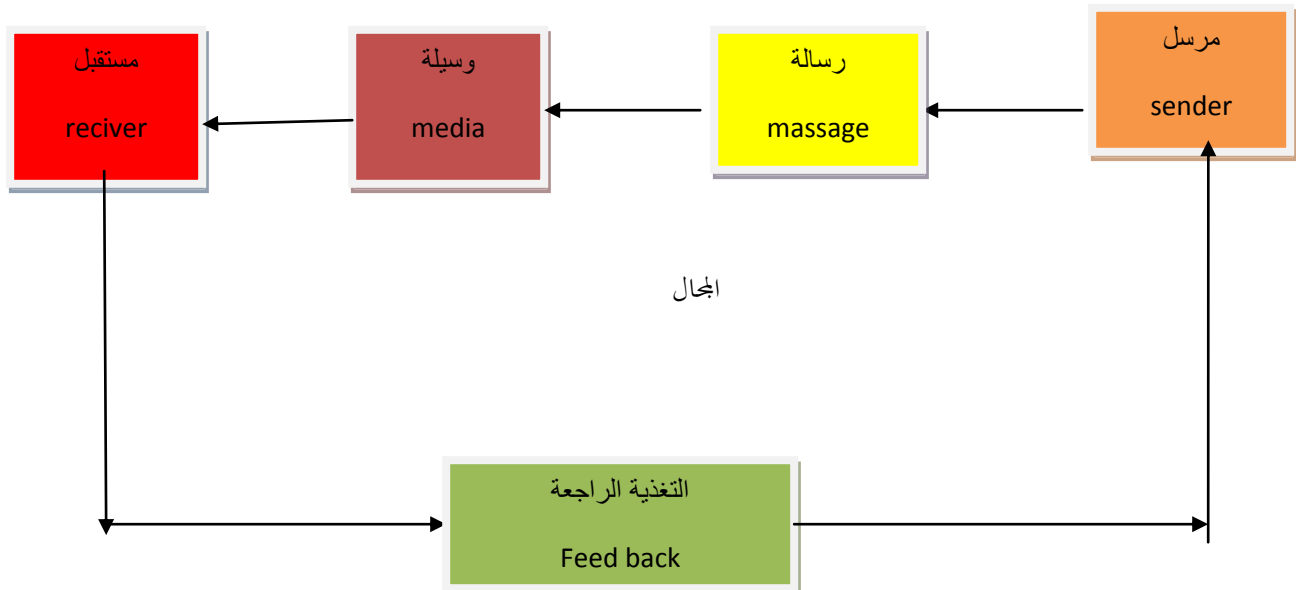 مرسل
sender
رسالة
massage
وسيلة
media
مستقبل
reciver
المجال
التغذية الراجعة
Feed back